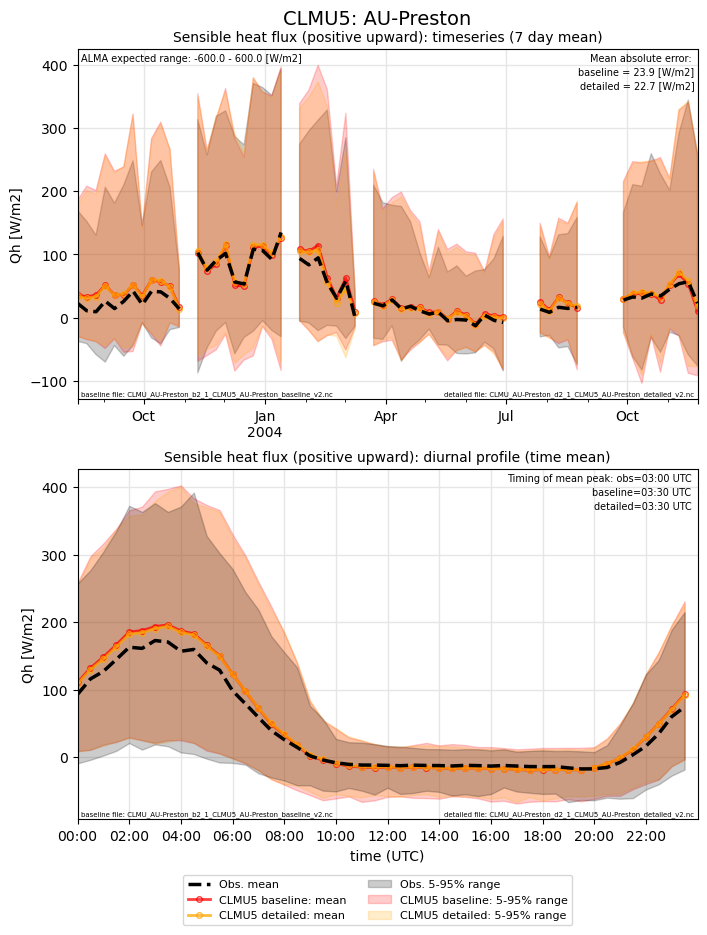 CLMU5: AU-Preston
Sensible heat flux (positive upward): timeseries (7 day mean)
ALMA expected range: -600.0 - 600.0 [W/m2]
Mean absolute error:
baseline = 23.9 [W/m2]
detailed = 22.7 [W/m2]
400
300
200
100
0
−100
Qh [W/m2]
baseline file: CLMU_AU-Preston_b2_1_CLMU5_AU-Preston_baseline_v2.nc
detailed file: CLMU_AU-Preston_d2_1_CLMU5_AU-Preston_detailed_v2.nc
Oct Jan Apr Jul Oct
2004
Sensible heat flux (positive upward): diurnal profile (time mean)
Timing of mean peak: obs=03:00 UTC
baseline=03:30 UTC
detailed=03:30 UTC
400
300
200
100
0
Qh [W/m2]
baseline file: CLMU_AU-Preston_b2_1_CLMU5_AU-Preston_baseline_v2.nc
detailed file: CLMU_AU-Preston_d2_1_CLMU5_AU-Preston_detailed_v2.nc
00:00 02:00 04:00 06:00 08:00 10:00 12:00 14:00 16:00 18:00 20:00 22:00
time (UTC)
Obs. mean
CLMU5 baseline: mean
CLMU5 detailed: mean
Obs. 5-95% range
CLMU5 baseline: 5-95% range
CLMU5 detailed: 5-95% range